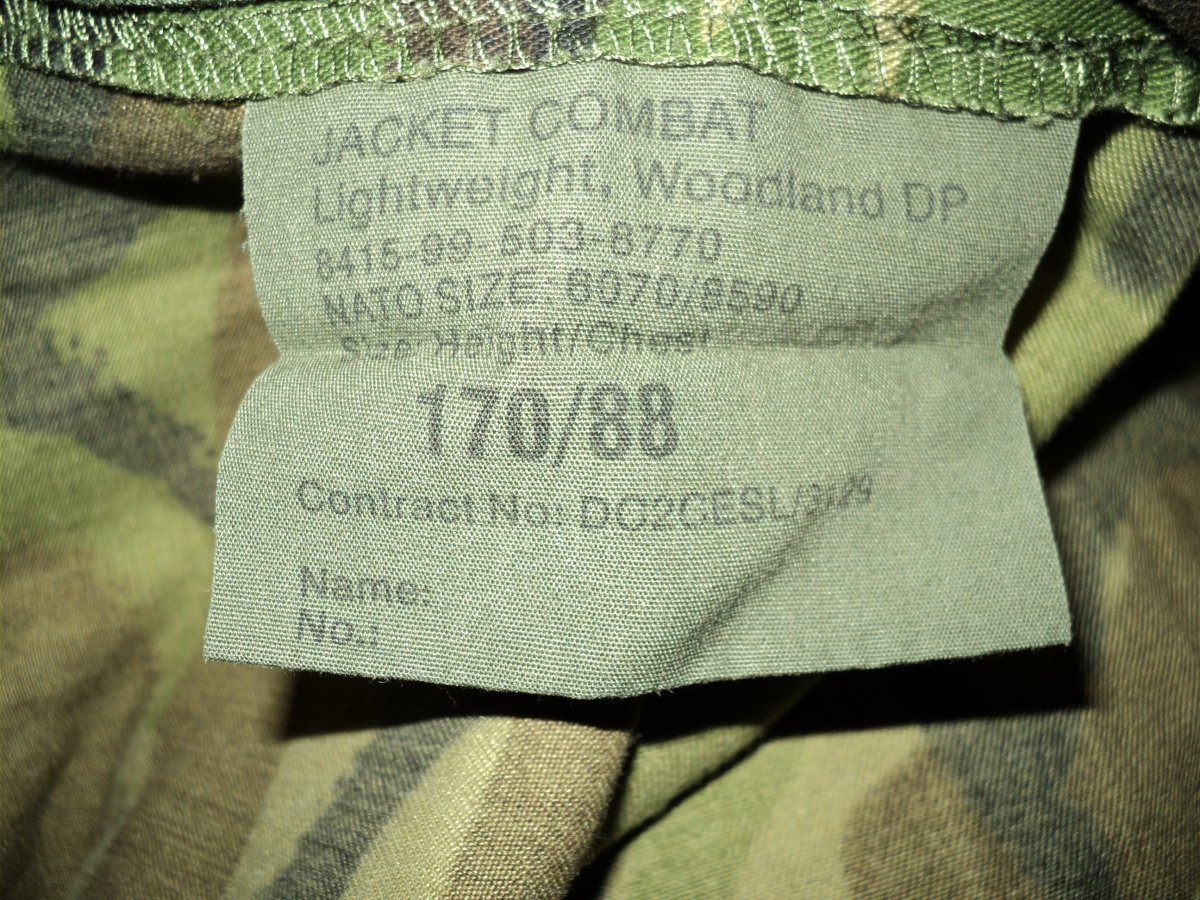 JACKET COMBAT
Lightweight, Woodland DP
8415-99-503-8770
NATO SIZE: 6070/8590
Size: Height/Chest
170/88
Contract No: DC2CESL/3129
Name:
No.: